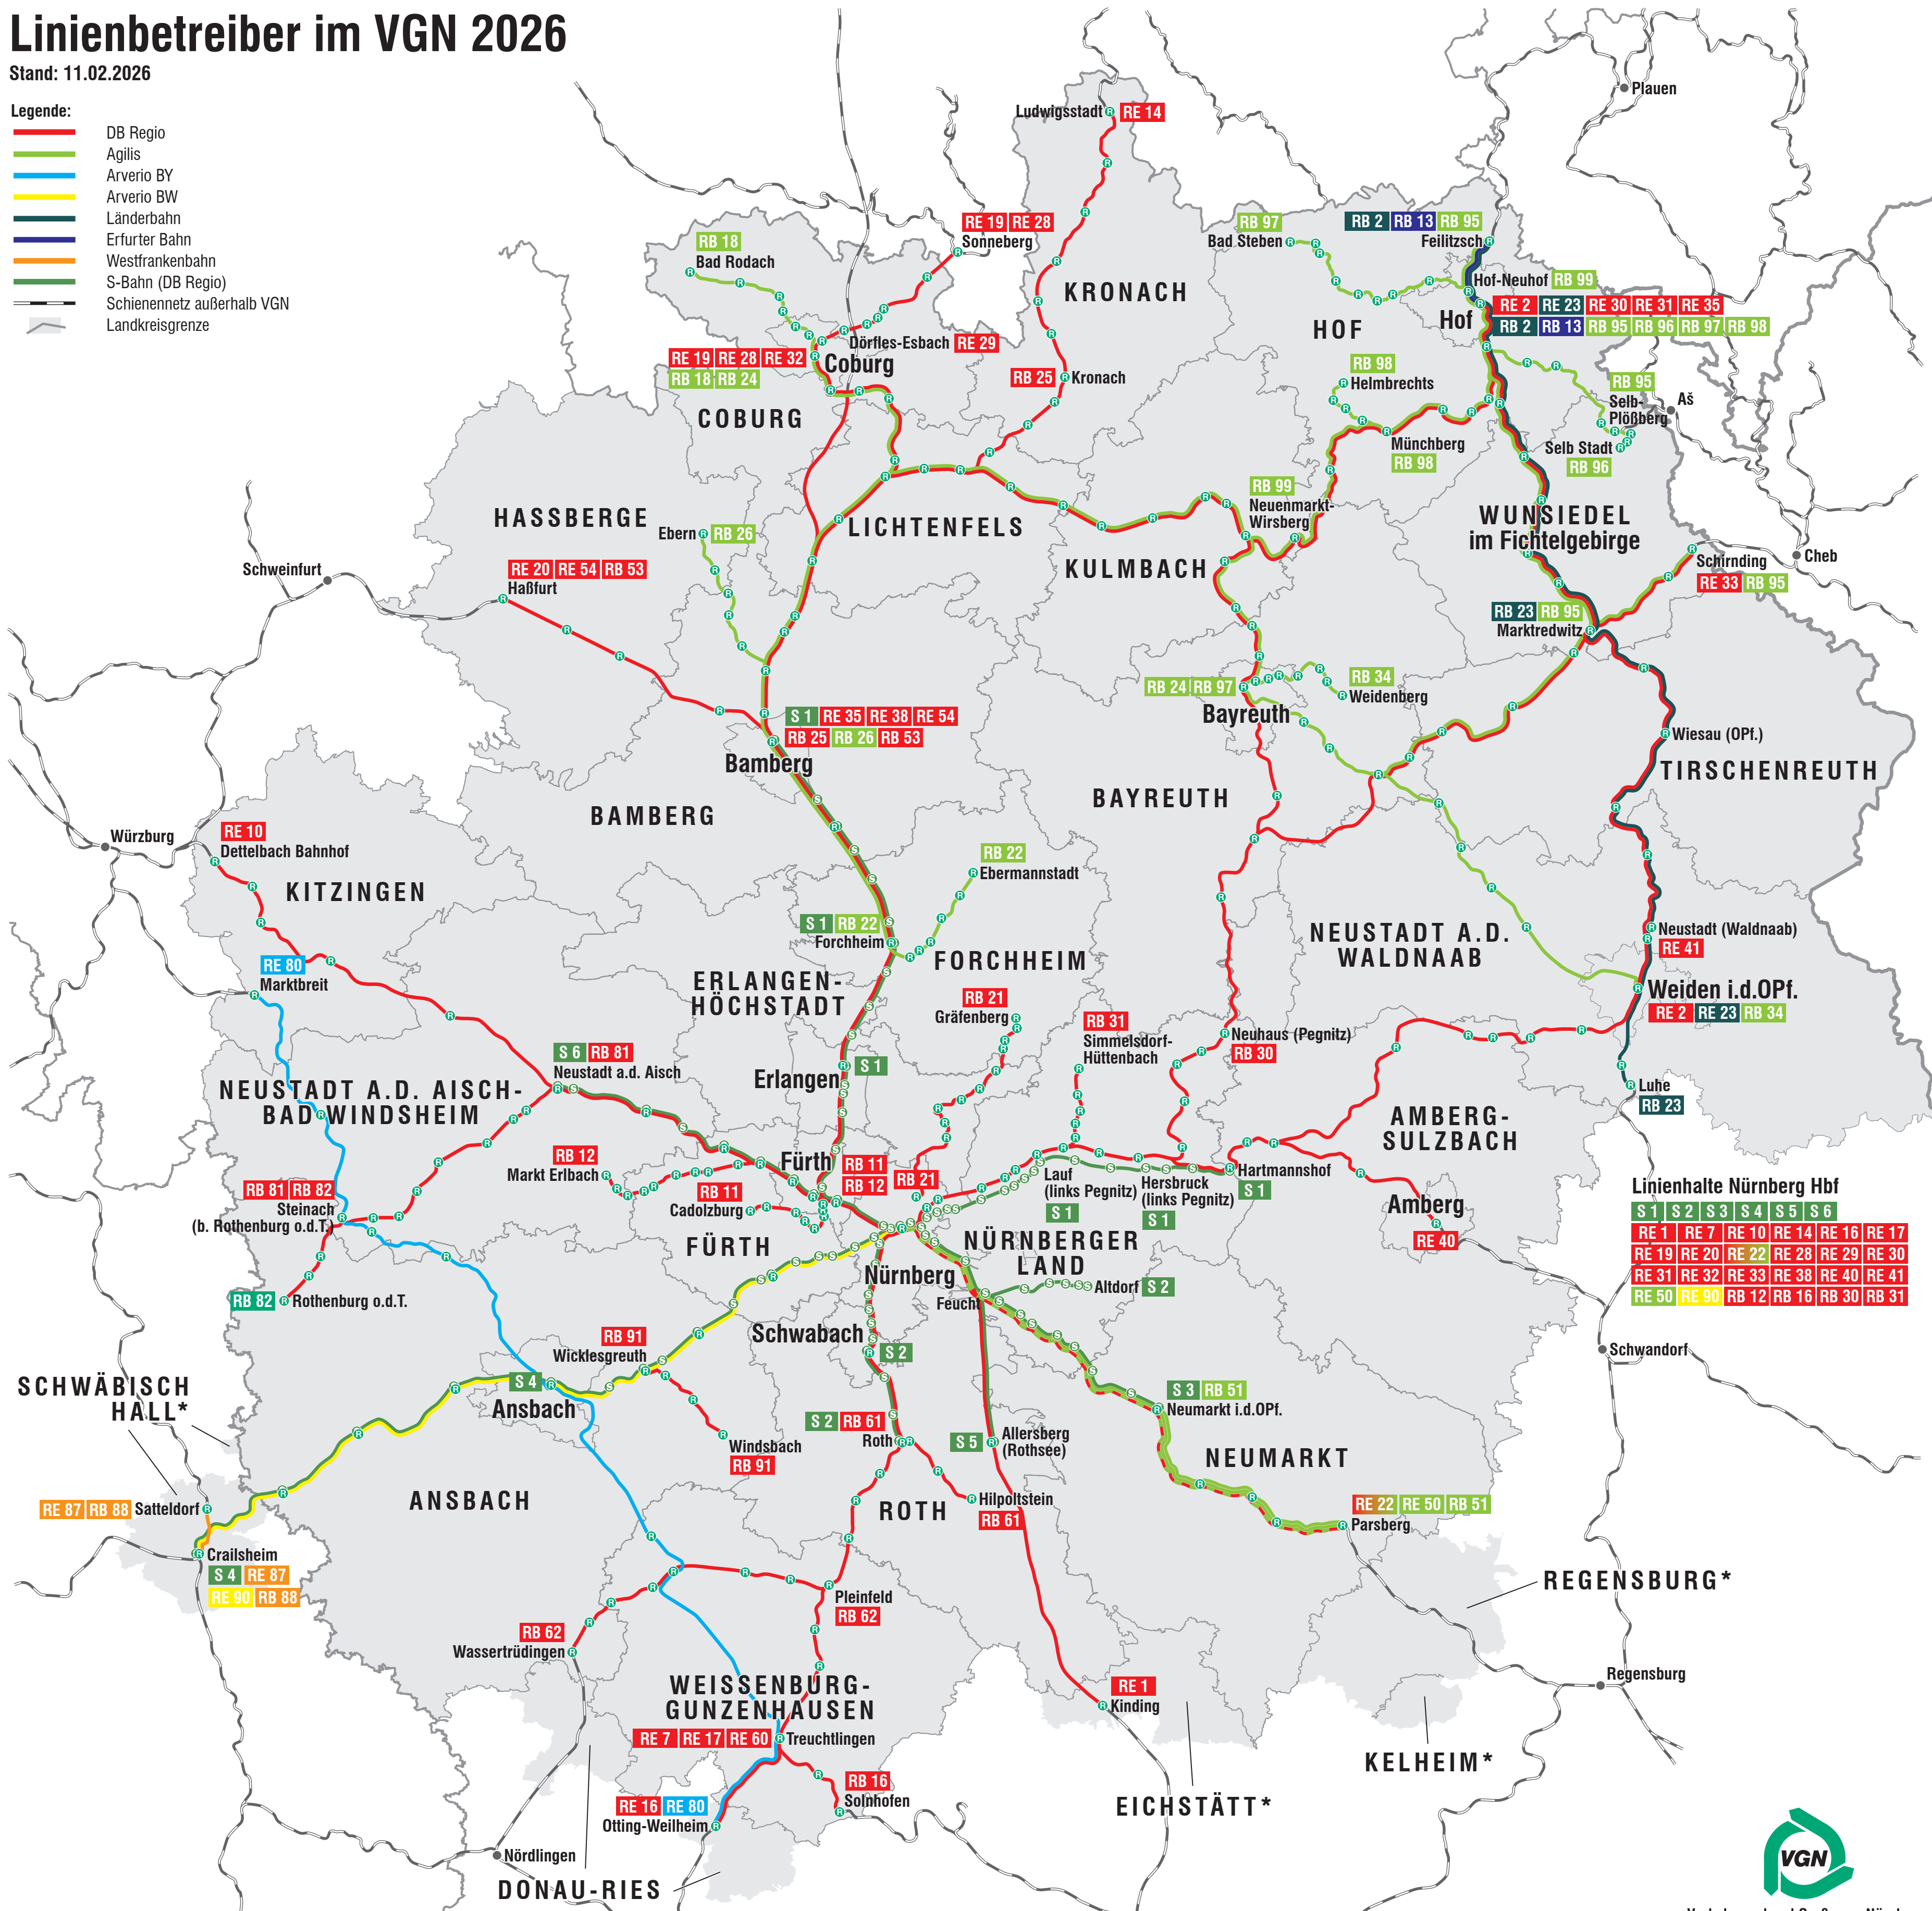 Linienbetreiber im VGN 2026
Stand: 11.02.2026
Legende:
DB Regio
Agilis
Arverio BY
Arverio BW
Länderbahn
Erfurter Bahn
Westfrankenbahn
S-Bahn (DB Regio)
Schienennetz außerhalb VGN
Landkreisgrenze
Plauen
Ludwigsstadt
RE 14
RE 19 RE 28
Sonneberg
RB 18
Bad Rodach
RB 97
Bad Steben
RB 2 RB 13 RB 95
Feilitzsch
KRONACH
Hof-Neuhof RB 99
RE 2 RE 23 RE 30 RE 31 RE 35
Hof
RB 2 RB 13 RB 95 RB 96 RB 97 RB 98
HOF
Dörfles-Esbach RE 29
RE 19 RE 28 RE 32
Coburg
RB 18 RB 24
RB 25 Kronach
RB 98
Helmbrechts
RB 95
Selb-
Plößberg
Aš
COBURG
Münchberg
RB 98
Selb Stadt
RB 96
RB 99
Neuenmarkt-
Wirsberg
HASSBERGE
LICHTENFELS
WUNSIEDEL
im Fichtelgebirge
Ebern RB 26
Schweinfurt
RE 20 RE 54 RB 53
Haßfurt
KULMBACH
Cheb
Schirnding
RE 33 RB 95
RB 23 RB 95
Marktredwitz
RB 24 RB 97
RB 34
Weidenberg
Bayreuth
S 1 RE 35 RE 38 RE 54
RB 25 RB 26 RB 53
Bamberg
Wiesau (OPf.)
TIRSCHENREUTH
BAYREUTH
BAMBERG
Würzburg
RE 10
Dettelbach Bahnhof
KITZINGEN
RB 22
Ebermannstadt
S 1 RB 22
Forchheim
FORCHHEIM
NEUSTADT A.D.
WALDNAAB
Neustadt (Waldnaab)
RE 41
RE 80
Marktbreit
ERLANGEN-
HÖCHSTADT
Weiden i.d.OPf.
RE 2 RE 23 RB 34
RB 21
Gräfenberg
RB 31
Simmelsdorf-
Hüttenbach
Neuhaus (Pegnitz)
RB 30
S 6 RB 81
Neustadt a.d. Aisch
Erlangen
S 1
NEUSTADT A.D. AISCH-
BAD WINDSHEIM
Luhe
RB 23
AMBERG-
SULZBACH
RB 12
Markt Erlbach
Fürth
RB 11
RB 12
RB 21
RB 11
Cadolzburg
Lauf
(links Pegnitz)
S 1
Hersbruck
(links Pegnitz)
S 1
Hartmannshof
S 1
Amberg
RE 40
RB 81 RB 82
Steinach
(b. Rothenburg o.d.T.)
FÜRTH
NÜRNBERGER
LAND
Linienhalte Nürnberg Hbf
S 1 S 2 S 3 S 4 S 5 S 6
RE 1 RE 7 RE 10 RE 14 RE 16 RE 17
RE 19 RE 20 RE 22 RE 28 RE 29 RE 30
RE 31 RE 32 RE 33 RE 38 RE 40 RE 41
RE 50 RE 90 RB 12 RB 16 RB 30 RB 31
Nürnberg
Feucht
Altdorf S 2
RB 82 Rothenburg o.d.T.
Schwabach
S 2
RB 91
Wicklesgreuth
Schwandorf
SCHWÄBISCH
HALL*
S 4
Ansbach
S 3 RB 51
Neumarkt i.d.OPf.
S 2 RB 61
Roth
S 5
Allersberg
(Rothsee)
Windsbach
RB 91
NEUMARKT
ANSBACH
RE 87 RB 88 Satteldorf
ROTH
Hilpoltstein
RB 61
RE 22 RE 50 RB 51
Parsberg
Crailsheim
S 4 RE 87
RE 90 RB 88
REGENSBURG*
Pleinfeld
RB 62
RB 62
Wassertrüdingen
Regensburg
WEISSENBURG-
GUNZENHAUSEN
RE 1
Kinding
RE 7 RE 17 RE 60 Treuchtlingen
KELHEIM*
RB 16
Solnhofen
RE 16 RE 80
Otting-Weilheim
EICHSTÄTT*
Nördlingen
DONAU-RIES
VGN